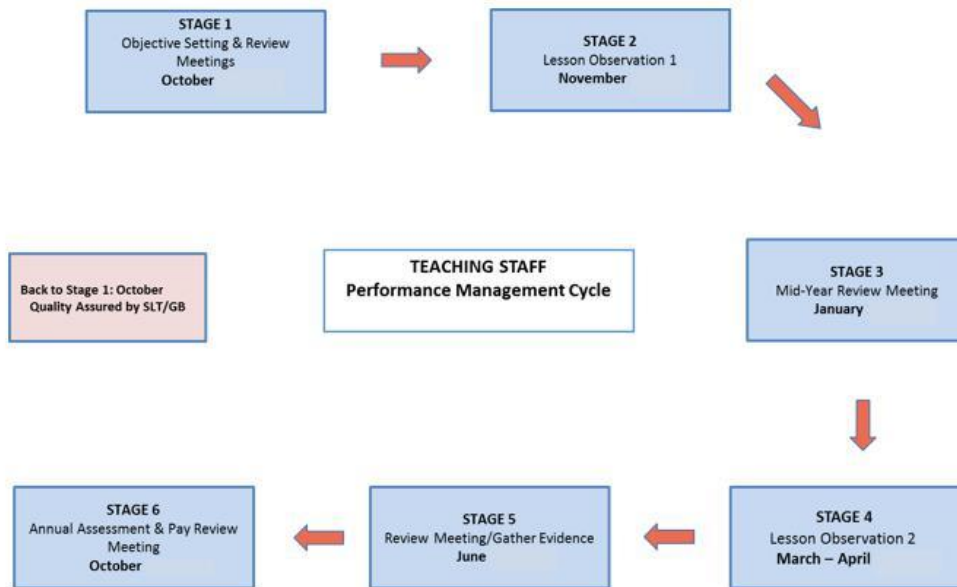 STAGE 1
Objective Setting & Review
Meetings
October
STAGE 2
Lesson Observation 1
November
Back to Stage 1: October
Quality Assured by SLT/GB
TEACHING STAFF
Performance Management Cycle
STAGE 3
Mid-Year Review Meeting
January
STAGE 6
Annual Assessment & Pay Review
Meeting
October
STAGE 5
Review Meeting/Gather Evidence
June
STAGE 4
Lesson Observation 2
March – April